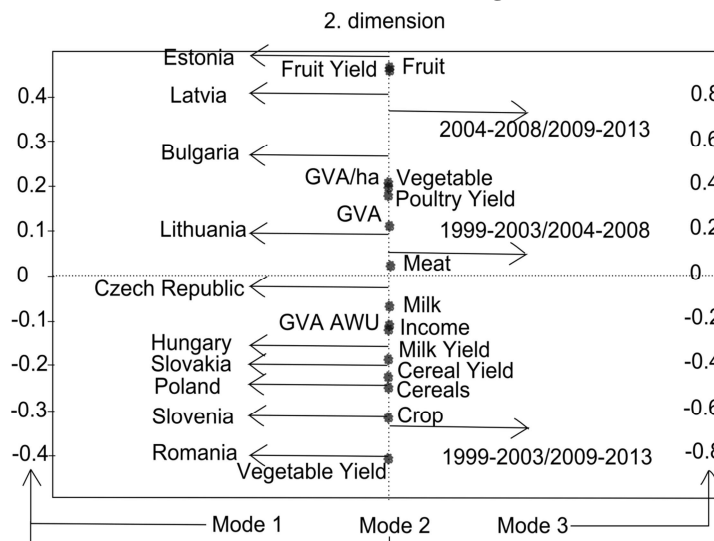 2. dimension
Estonia
Fruit Yield Fruit
0.4 Latvia 0.8
2004-2008/2009-2013
0.3 0.6
Bulgaria
GVA/ha Vegetable
0.2 0.4
Poultry Yield
GVA
0.1 Lithuania 1999-2003/2004-2008 0.2
Meat
0 0
Czech Republic
Milk
-0.1 GVA AWU Income -0.2
Hungary Milk Yield
-0.2 Slovakia Cereal Yield -0.4
Poland Cereals
-0.3 Slovenia Crop -0.6
-0.4 Romania 1999-2003/2009-2013 -0.8
Vegetable Yield
Mode 1 Mode 2 Mode 3